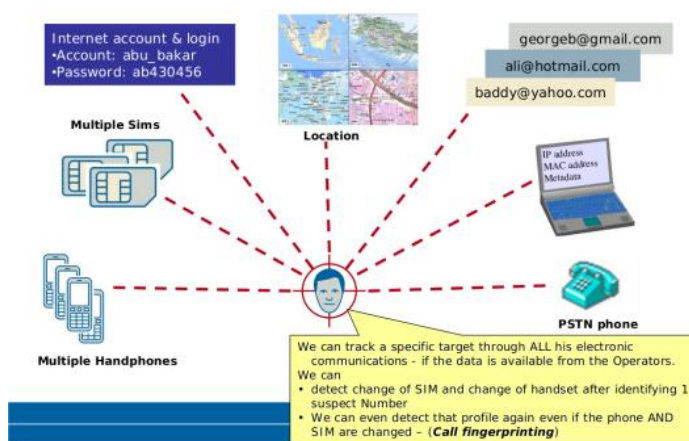 Internet account & login
•Account: abu_bakar
•Password: ab430456
georgeb@gmail.com
ali@hotmail.com
baddy@yahoo.com
Multiple Sims
Location
IP address
MAC address
Metadata
Multiple Handphones
PSTN phone
We can track a specific target through ALL his electronic
communications - if the data is available from the Operators.
We can
• detect change of SIM and change of handset after identifying 1
suspect Number
• We can even detect that profile again even if the phone AND
SIM are changed – (Call fingerprinting)